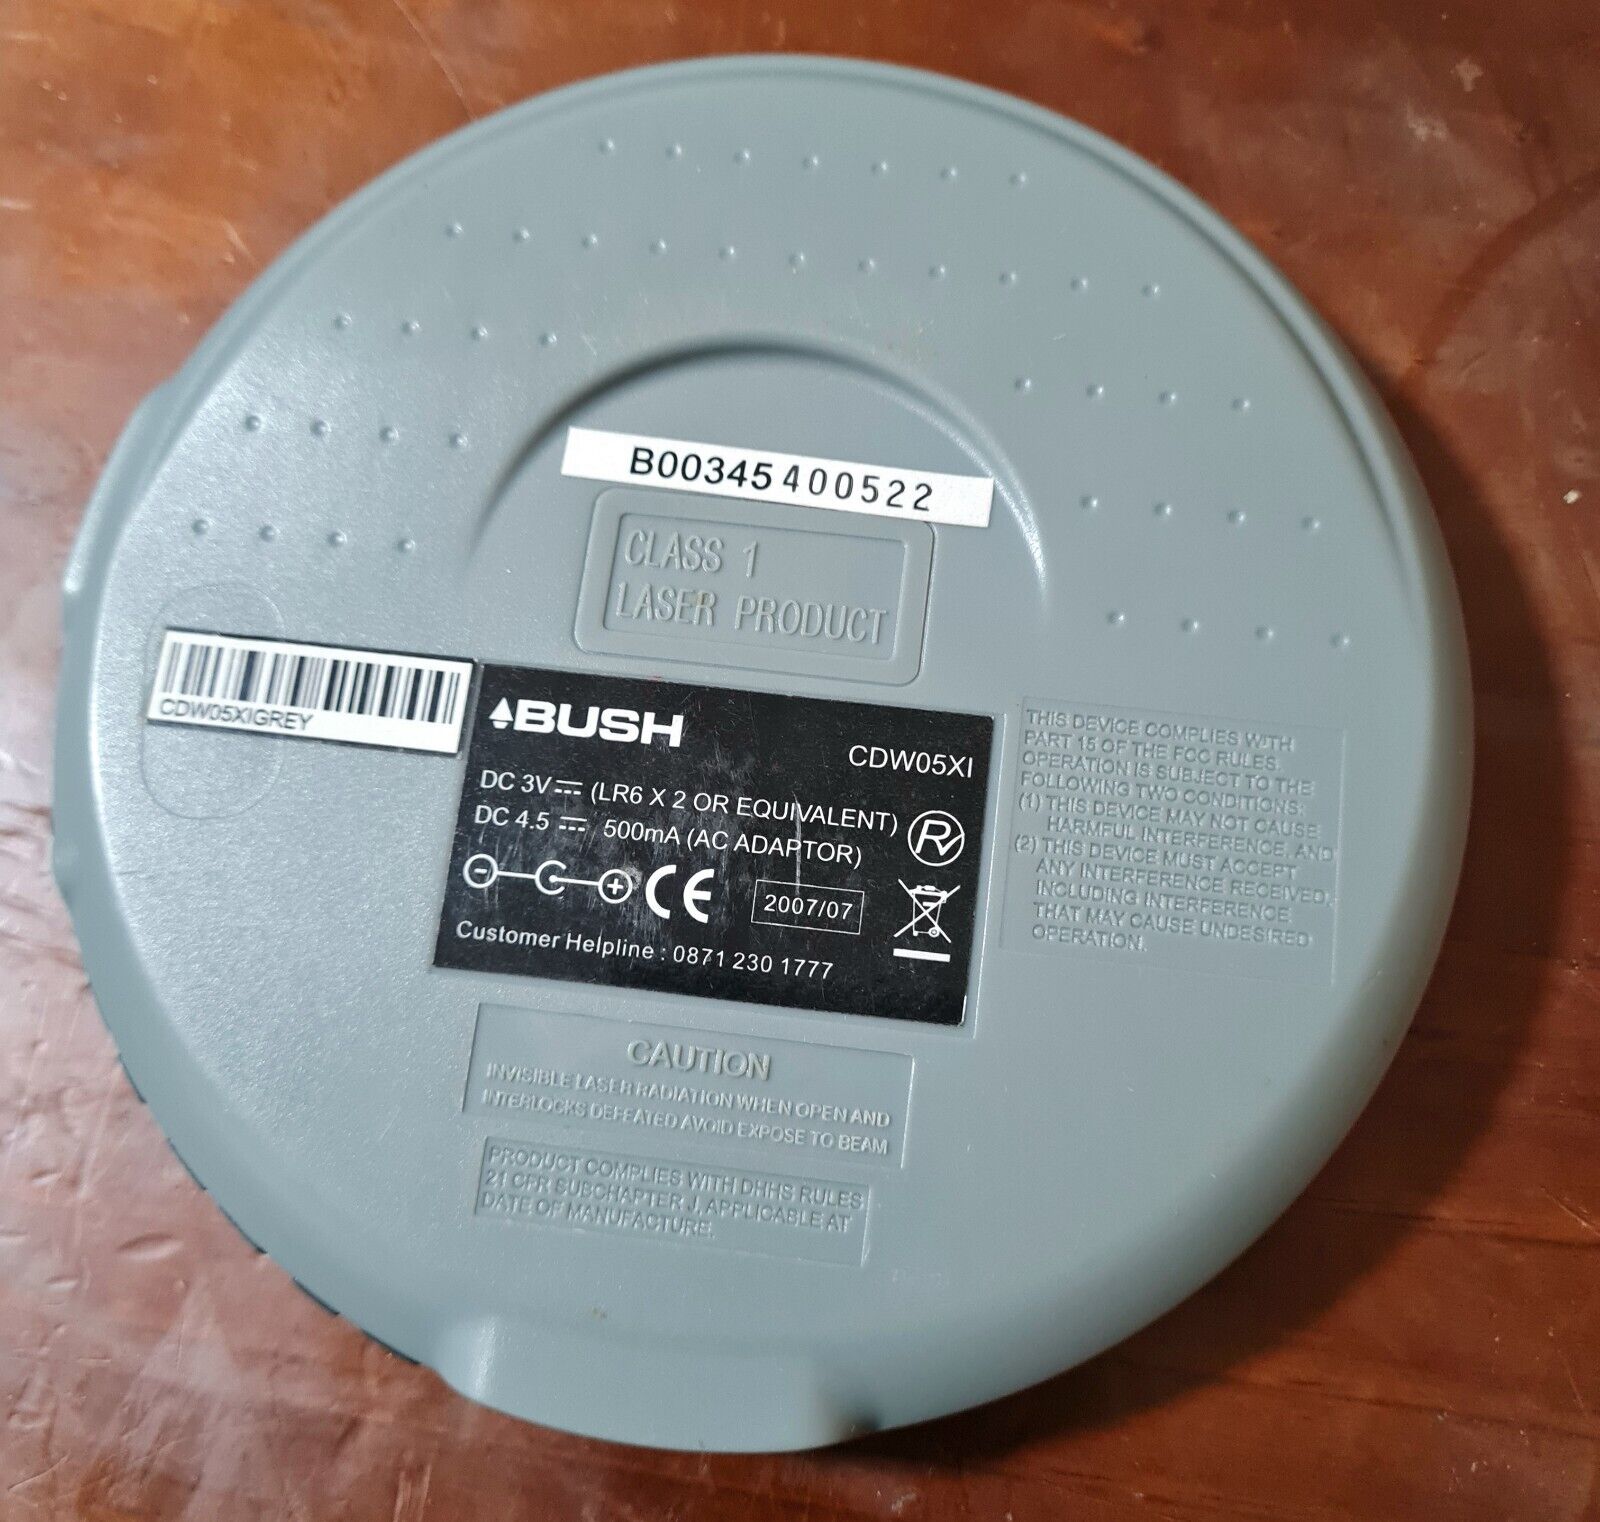 B00345400522
CLASS 1
LASER PRODUCT
CDW05XIGREY
BUSH
CDW05XI
DC 3V (LR6 X 2 OR EQUIVALENT)
DC 4.5 500mA (AC ADAPTOR)
CE
2007/07
Customer Helpline : 0871 230 1777
THIS DEVICE COMPLIES WITH
PART 15 OF THE FCC RULES.
OPERATION IS SUBJECT TO THE
FOLLOWING TWO CONDITIONS:
(1) THIS DEVICE MAY NOT CAUSE
HARMFUL INTERFERENCE, AND
(2) THIS DEVICE MUST ACCEPT
ANY INTERFERENCE RECEIVED,
INCLUDING INTERFERENCE
THAT MAY CAUSE UNDESIRED
OPERATION.
CAUTION
INVISIBLE LASER RADIATION WHEN OPEN AND
INTERLOCKS DEFEATED AVOID EXPOSE TO BEAM
PRODUCT COMPLIES WITH DHHS RULES
21 CFR SUBCHAPTER J, APPLICABLE AT
DATE OF MANUFACTURE.